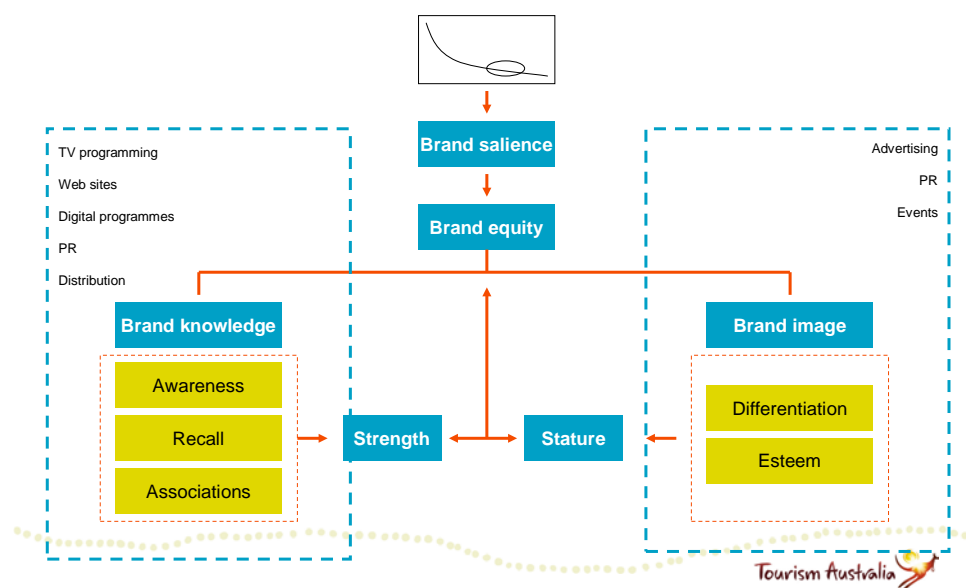 Brand salience
Brand equity
TV programming
Web sites
Digital programmes
PR
Distribution
Advertising
PR
Events
Brand knowledge
Awareness
Recall
Associations
Strength
Stature
Brand image
Differentiation
Esteem
Tourism Australia